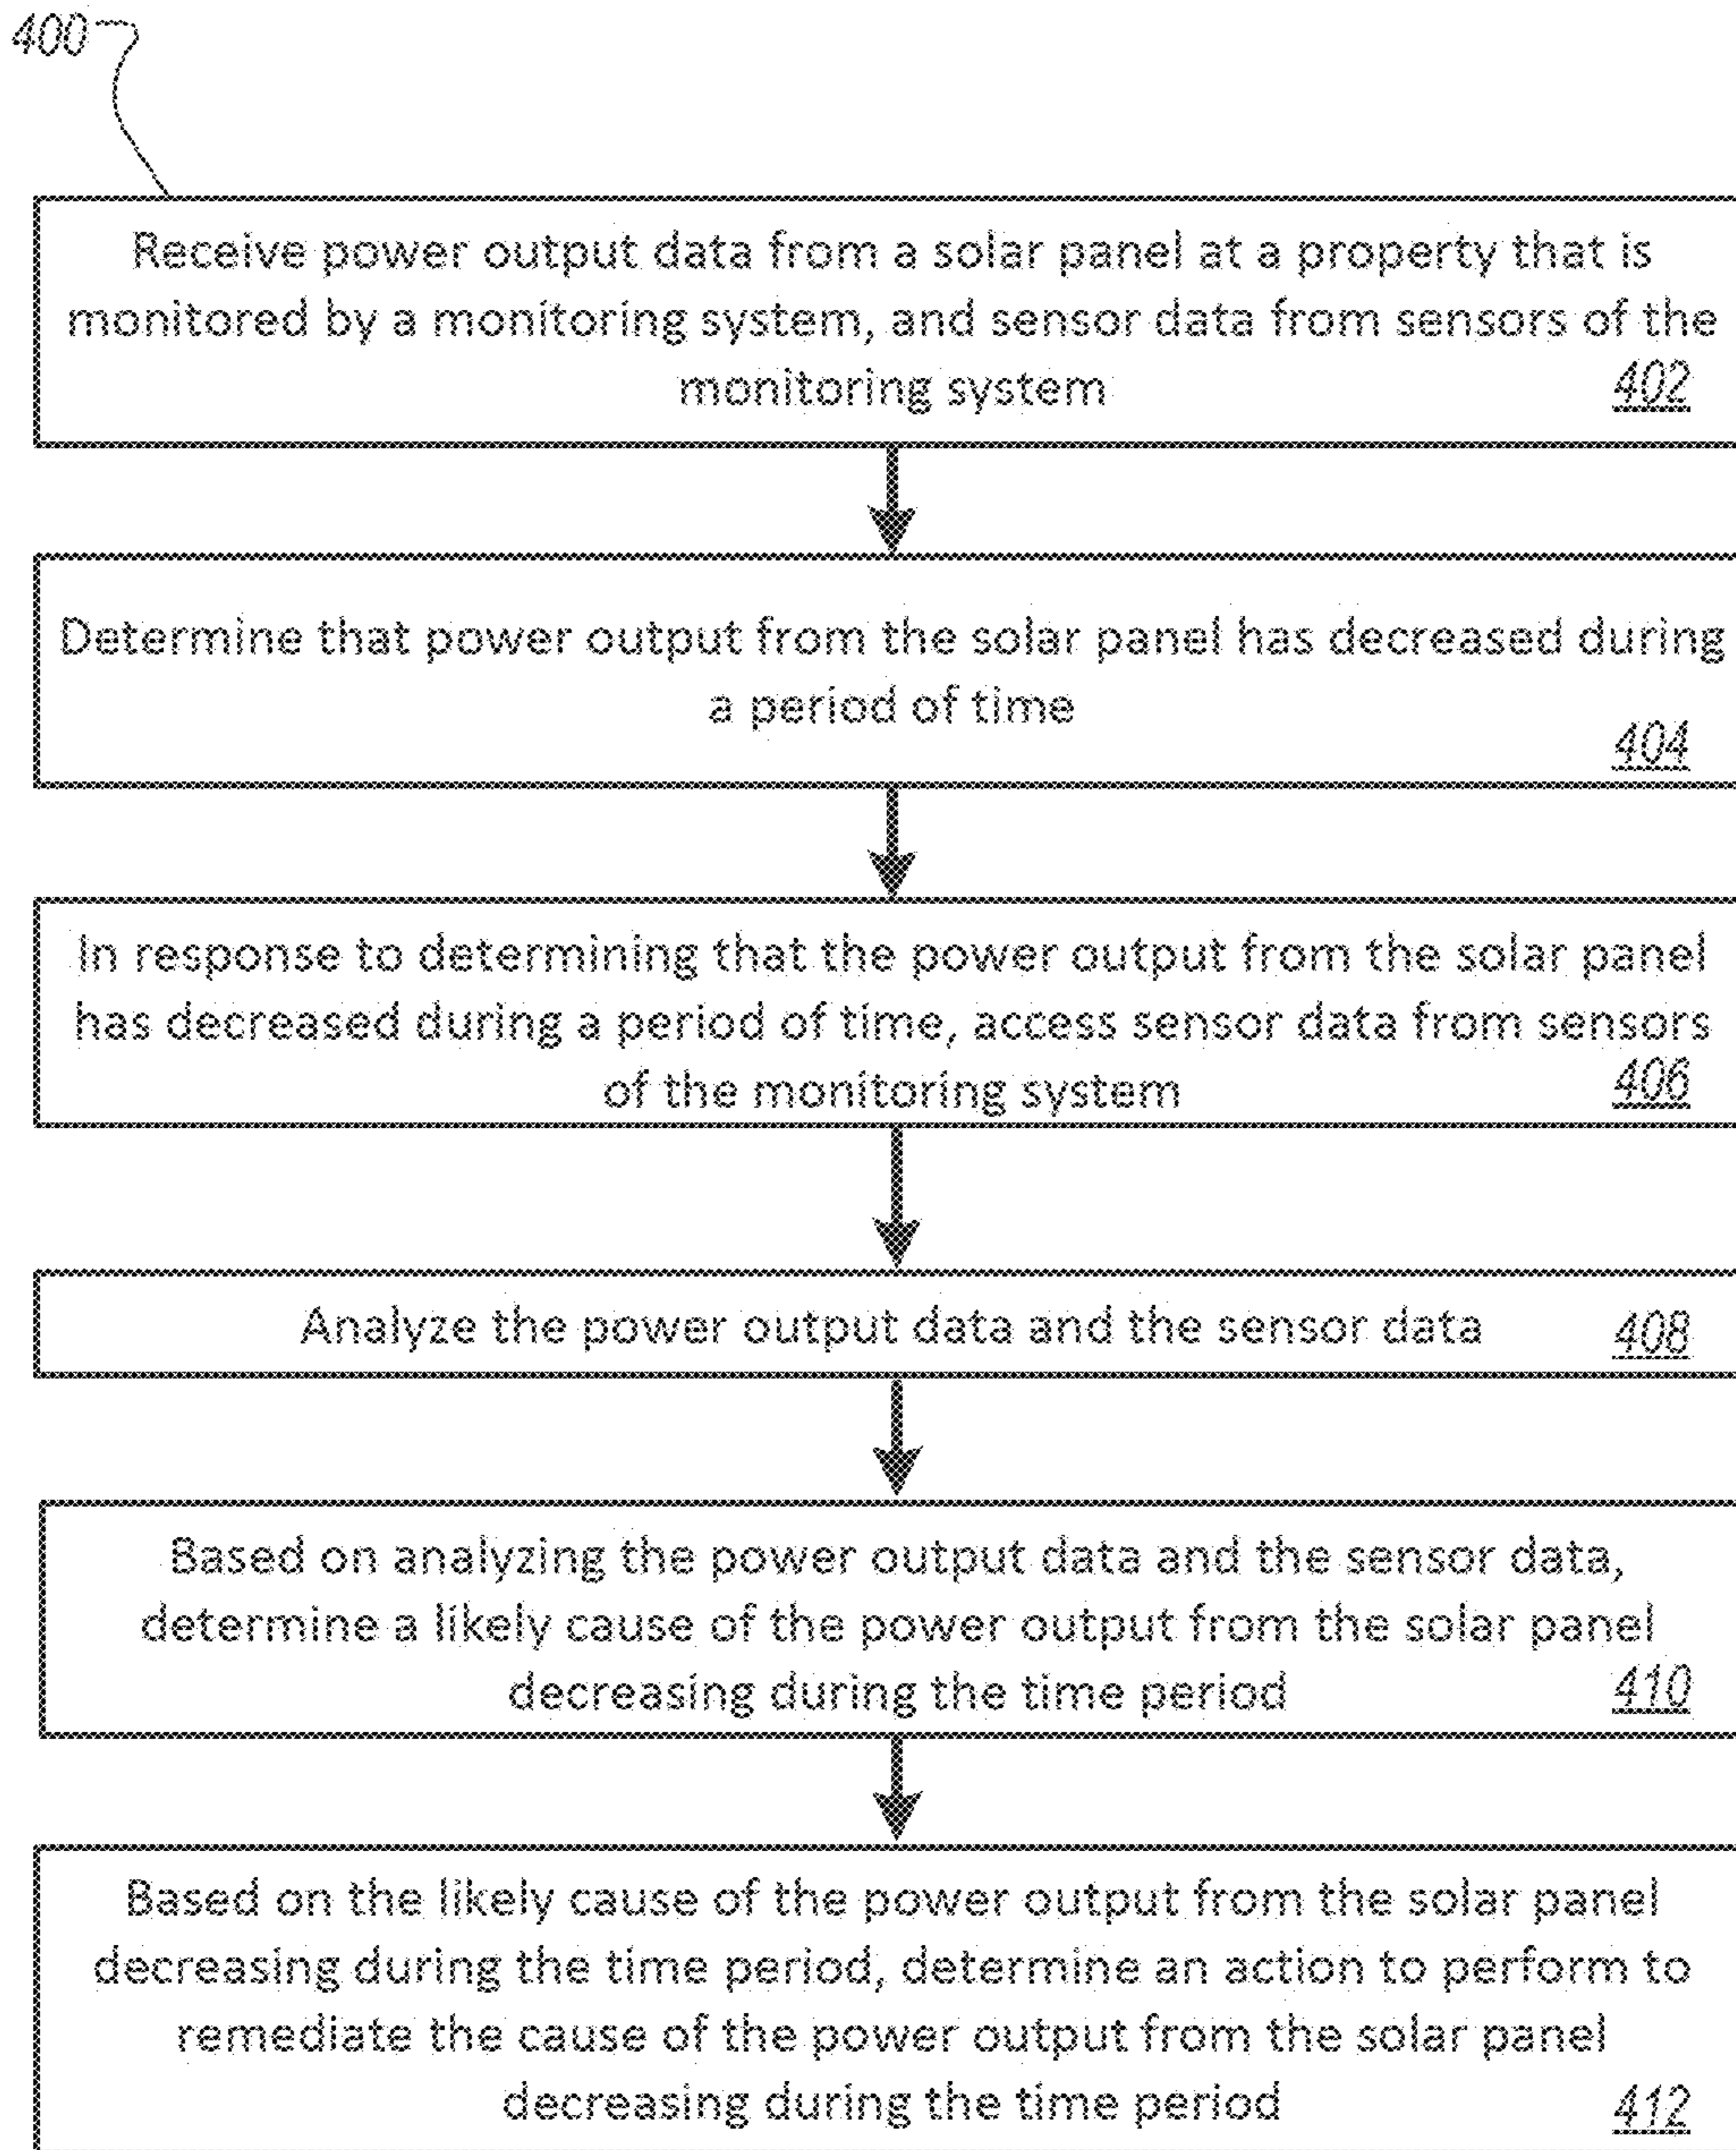 400
Receive power output data from a solar panel at a property that is
monitored by a monitoring system, and sensor data from sensors of the
monitoring system
402
Determine that power output from the solar panel has decreased during
a period of time
404
In response to determining that the power output from the solar panel
has decreased during a period of time, access sensor data from sensors
of the monitoring system
406
Analyze the power output data and the sensor data
408
Based on analyzing the power output data and the sensor data,
determine a likely cause of the power output from the solar panel
decreasing during the time period
410
Based on the likely cause of the power output from the solar panel
decreasing during the time period, determine an action to perform to
remediate the cause of the power output from the solar panel
decreasing during the time period
412